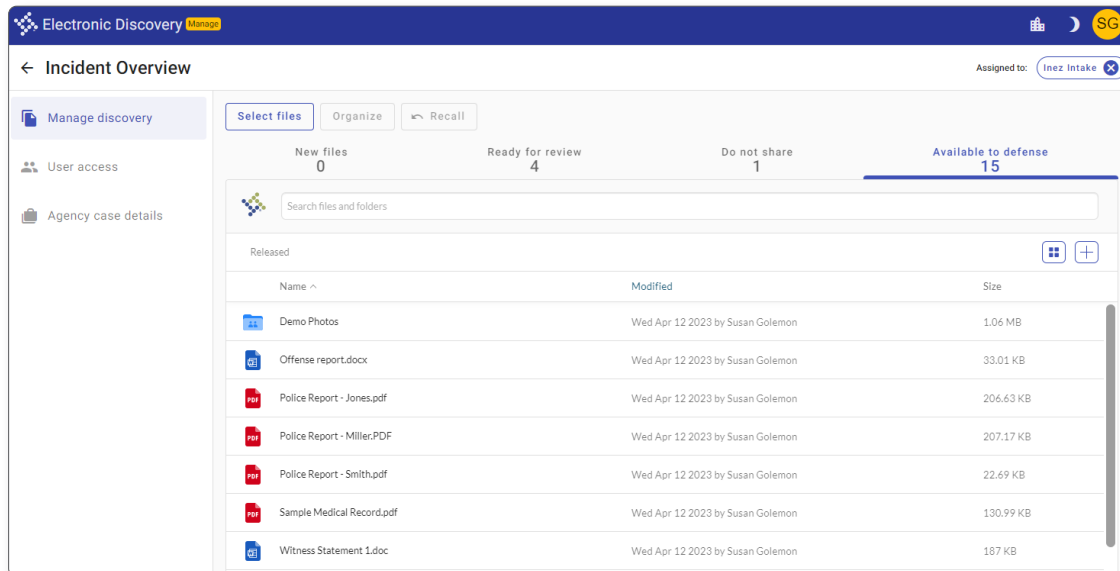 Electronic Discovery Manage
SG
Incident Overview
Assigned to: Inez Intake
Manage discovery
User access
Agency case details
Select files Organize Recall
New files Ready for review Do not share Available to defense
0 4 1 15
Search files and folders
Released
Name Modified Size
Demo Photos Wed Apr 12 2023 by Susan Golemon 1.06 MB
Offense report.docx Wed Apr 12 2023 by Susan Golemon 33.01 KB
PDF Police Report - Jones.pdf Wed Apr 12 2023 by Susan Golemon 206.63 KB
PDF Police Report - Miller.PDF Wed Apr 12 2023 by Susan Golemon 207.17 KB
PDF Police Report - Smith.pdf Wed Apr 12 2023 by Susan Golemon 22.69 KB
PDF Sample Medical Record.pdf Wed Apr 12 2023 by Susan Golemon 130.99 KB
Witness Statement 1.doc Wed Apr 12 2023 by Susan Golemon 187 KB